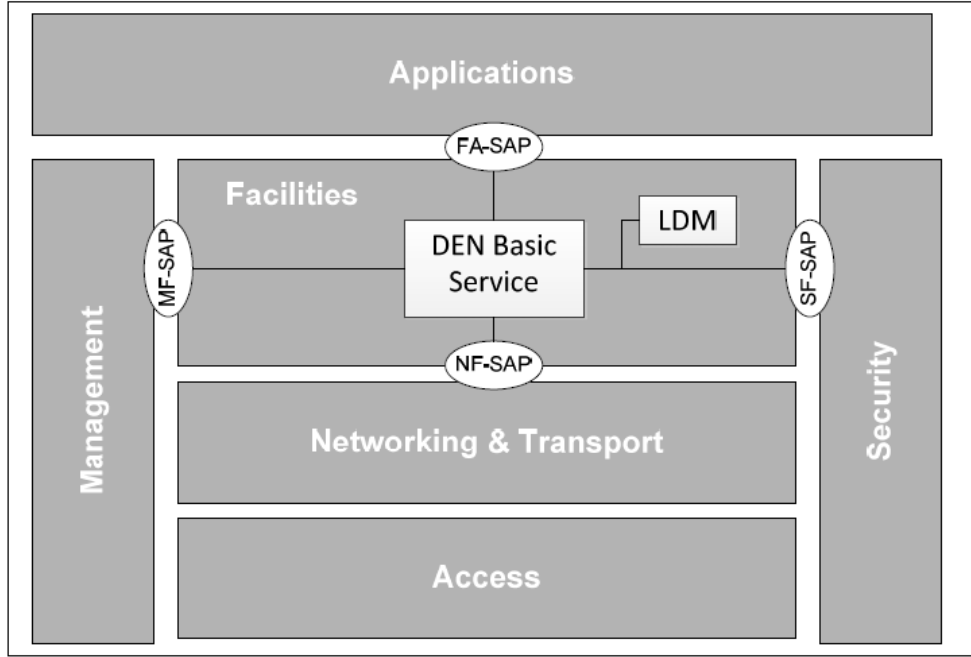 Applications
FA-SAP
Facilities
LDM
DEN Basic
Service
MF-SAP
SF-SAP
NF-SAP
Management
Networking & Transport
Security
Access